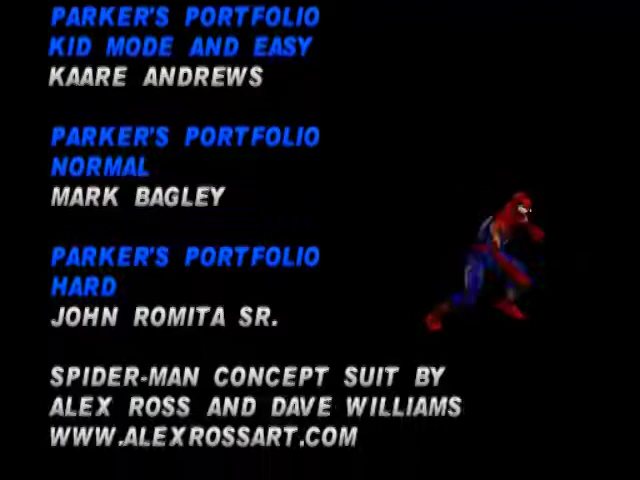 PARKER'S PORTFOLIO
KID MODE AND EASY
KAARE ANDREWS
PARKER'S PORTFOLIO
NORMAL
MARK BAGLEY
PARKER'S PORTFOLIO
HARD
JOHN ROMITA SR.
SPIDER-MAN CONCEPT SUIT BY
ALEX ROSS AND DAVE WILLIAMS
WWW.ALEXROSSART.COM